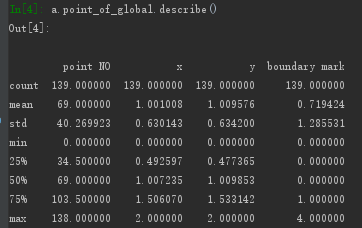 In[4]: a.point_of_global.describe()
Out[4]:
point NO x y boundary mark
count 139.000000 139.000000 139.000000 139.000000
mean 69.000000 1.001008 1.009576 0.719424
std 40.269923 0.630143 0.634200 1.285531
min 0.000000 0.000000 0.000000 0.000000
25% 34.500000 0.492597 0.477365 0.000000
50% 69.000000 1.007235 1.009853 0.000000
75% 103.500000 1.506070 1.533142 1.000000
max 138.000000 2.000000 2.000000 4.000000